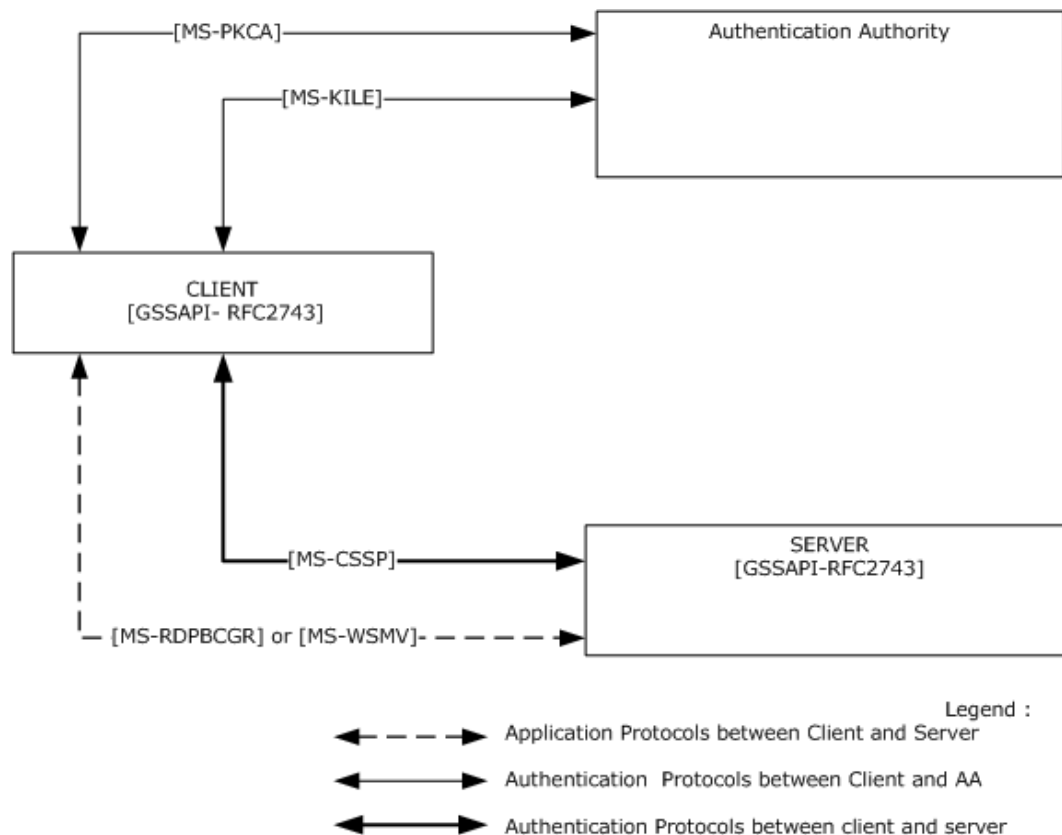 [MS-PKCA]
Authentication Authority
[MS-KILE]
CLIENT
[GSSAPI- RFC2743]
[MS-CSSP]
SERVER
[GSSAPI-RFC2743]
[MS-RDPBCGR] or [MS-WSMV]
Legend :
Application Protocols between Client and Server
Authentication Protocols between Client and AA
Authentication Protocols between client and server